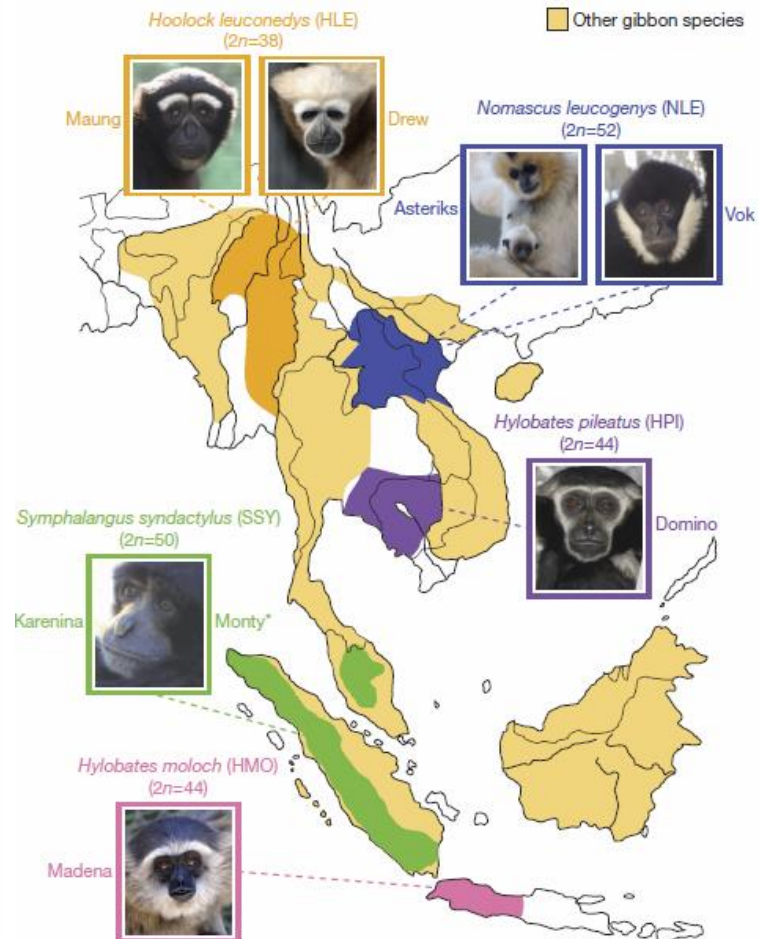 Hoolock leuconedys (HLE)
(2n=38)
Other gibbon species
Maung
Drew
Nomascus leucogenys (NLE)
(2n=52)
Asteriks
Vok
Hylobates pileatus (HPI)
(2n=44)
Domino
Symphalangus syndactylus (SSY)
(2n=50)
Karenina
Monty*
Hylobates moloch (HMO)
(2n=44)
Madena